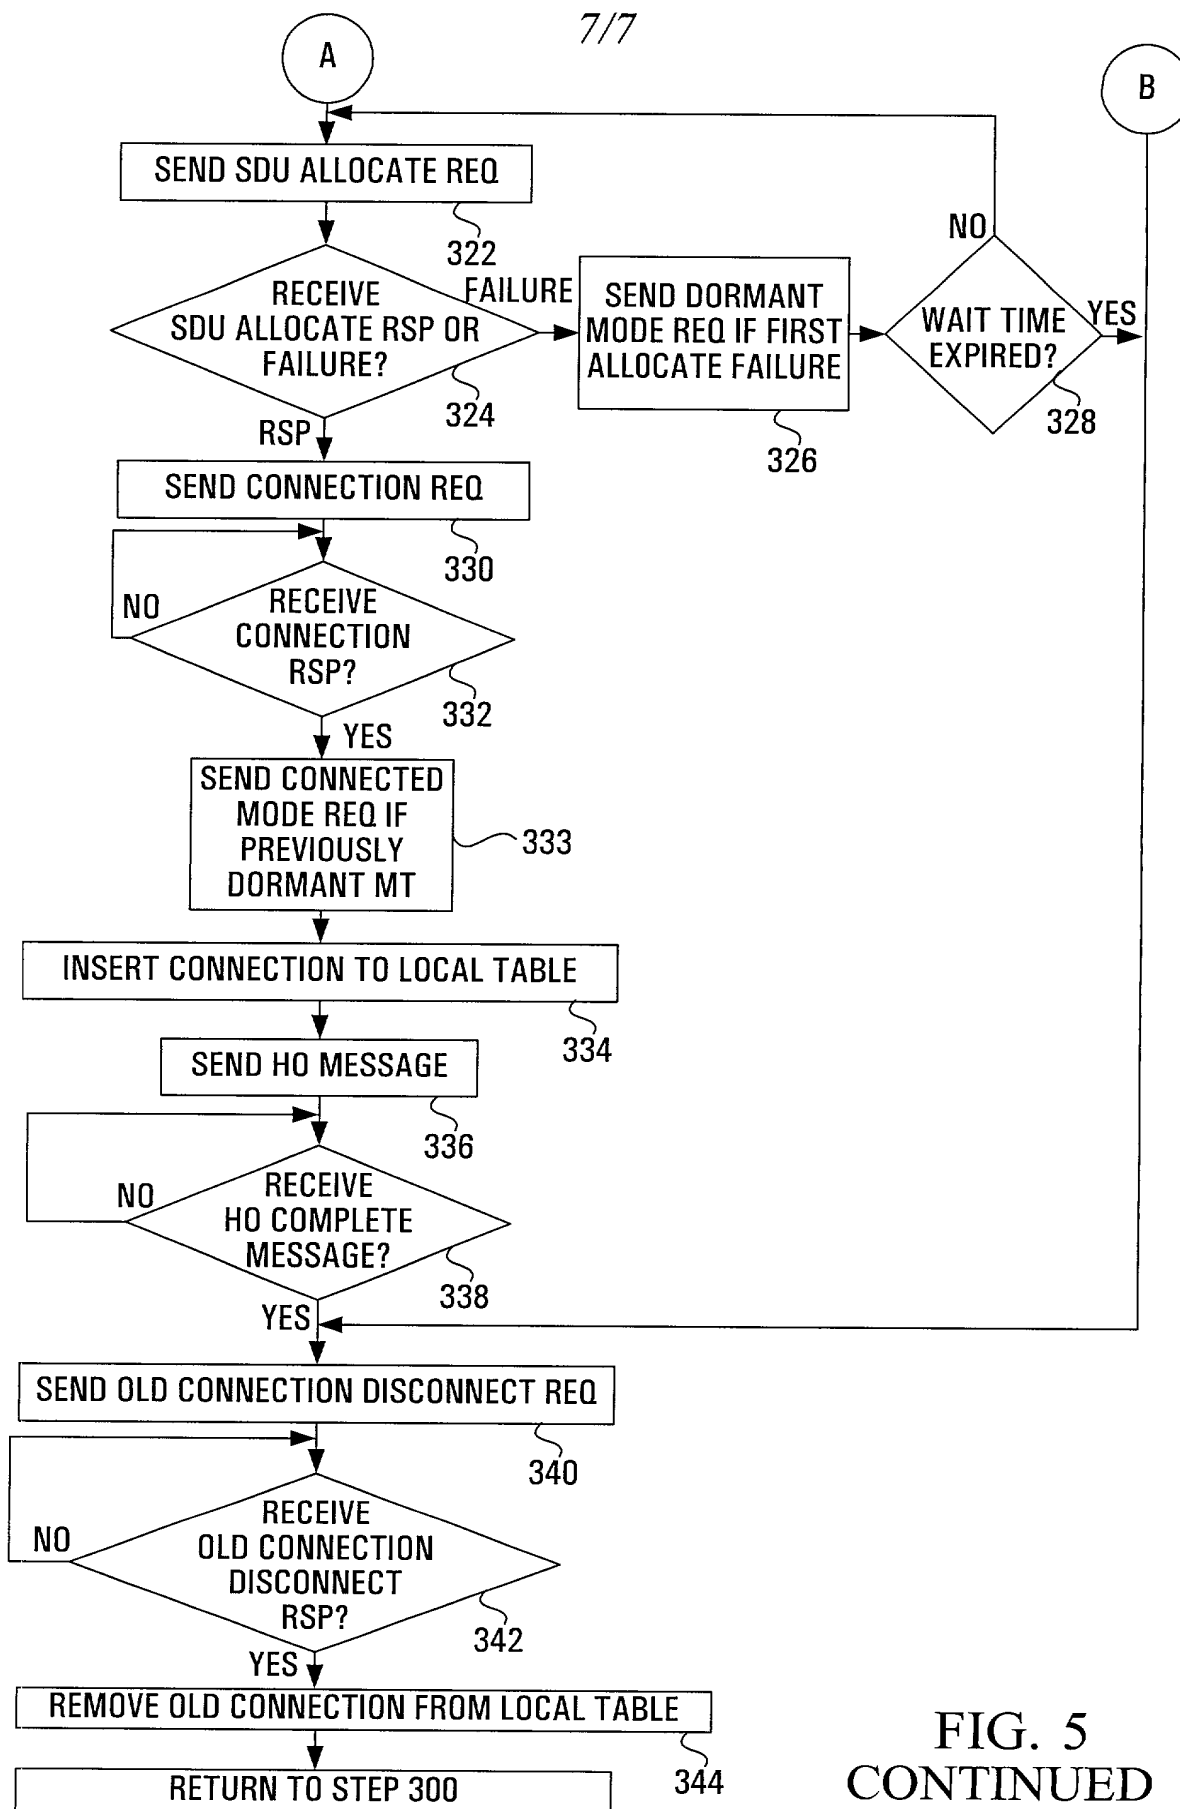 7/7
A
B
SEND SDU ALLOCATE REQ
322
NO
RECEIVE
SDU ALLOCATE RSP OR
FAILURE?
324
FAILURE
SEND DORMANT
MODE REQ IF FIRST
ALLOCATE FAILURE
326
WAIT TIME
EXPIRED?
328
YES
RSP
SEND CONNECTION REQ
330
NO
RECEIVE
CONNECTION
RSP?
332
YES
SEND CONNECTED
MODE REQ IF
PREVIOUSLY
DORMANT MT
333
INSERT CONNECTION TO LOCAL TABLE
334
SEND HO MESSAGE
336
NO
RECEIVE
HO COMPLETE
MESSAGE?
338
YES
SEND OLD CONNECTION DISCONNECT REQ
340
NO
RECEIVE
OLD CONNECTION
DISCONNECT
RSP?
342
YES
REMOVE OLD CONNECTION FROM LOCAL TABLE
344
RETURN TO STEP 300
FIG. 5
CONTINUED